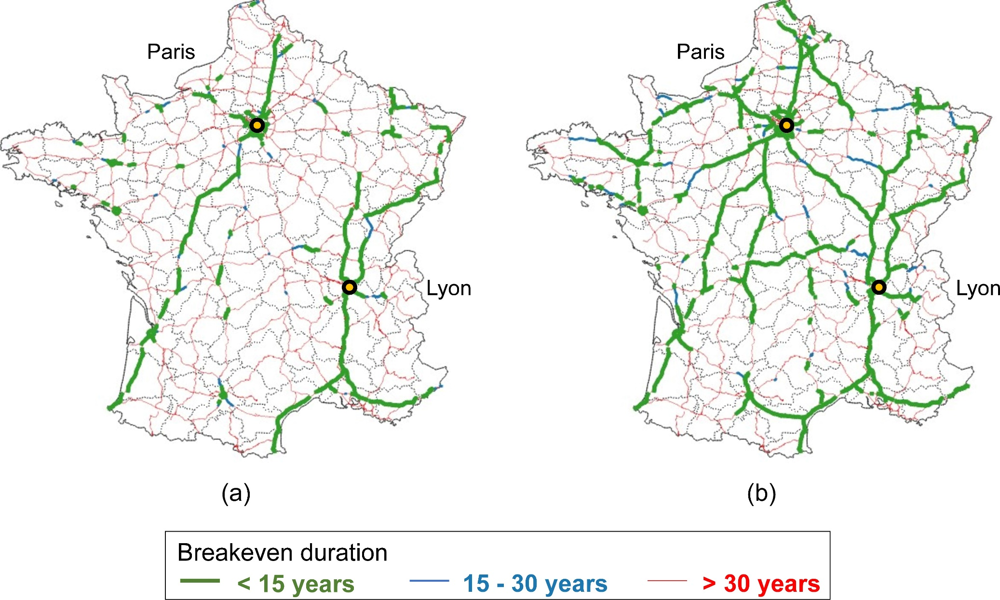 Paris
Paris
Lyon
Lyon
(a)
(b)
Breakeven duration
< 15 years
15 - 30 years
> 30 years